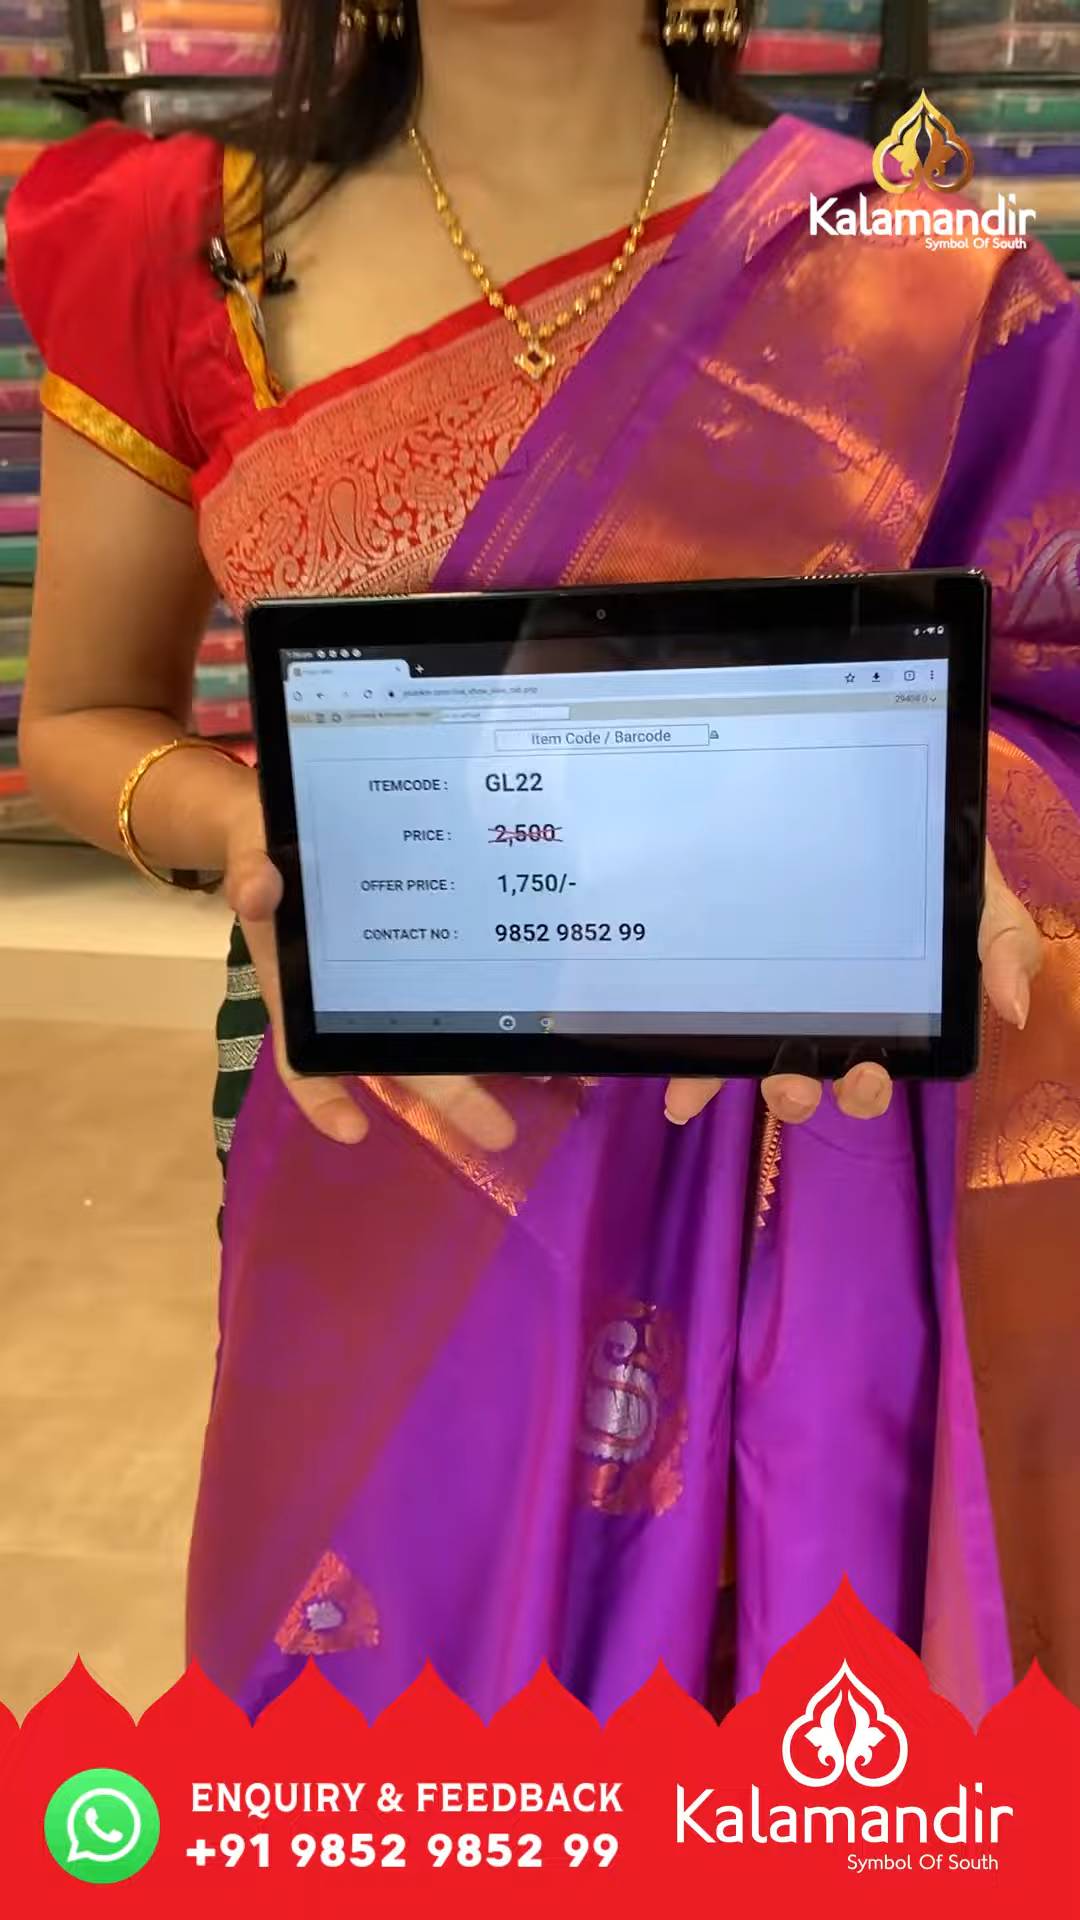 Kalamandir
Symbol Of South
Item Code / Barcode
ITEMCODE : GL22
PRICE : 2,500
OFFER PRICE : 1,750/-
CONTACT NO : 9852 9852 99
ENQUIRY & FEEDBACK
+91 9852 9852 99
Kalamandir
Symbol Of South